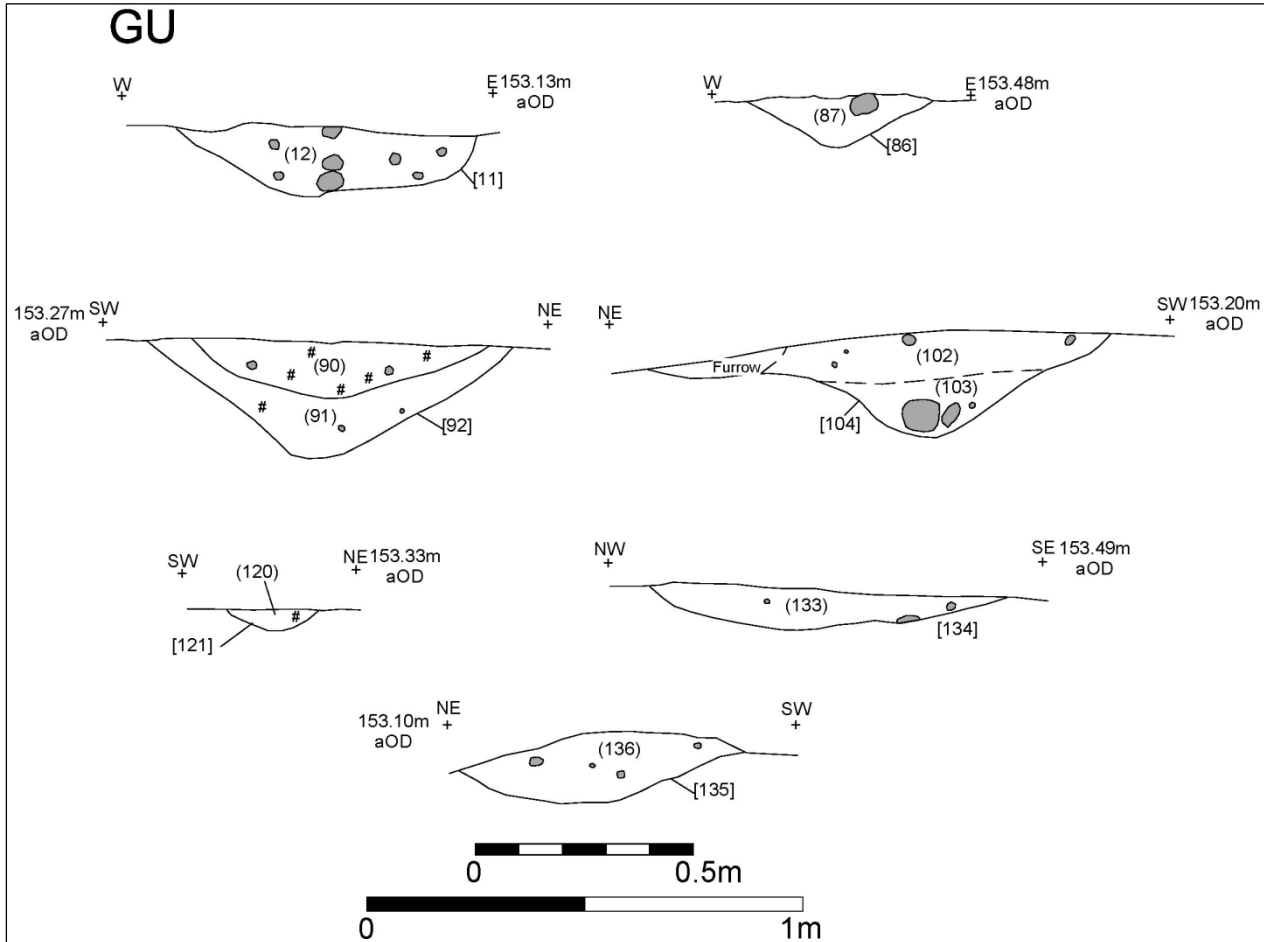 GU
W
E 153.13m
aOD
(12)
[11]
W
E 153.48m
aOD
(87)
[86]
153.27m SW
aOD
NE
#
(90)
#
#
#
#
#
(91)
[92]
NE
SW 153.20m
aOD
Furrow
(102)
(103)
[104]
SW
NE 153.33m
aOD
(120)
#
[121]
NW
SE 153.49m
aOD
(133)
[134]
153.10m NE
aOD
SW
(136)
[135]
0 0.5m
0 1m